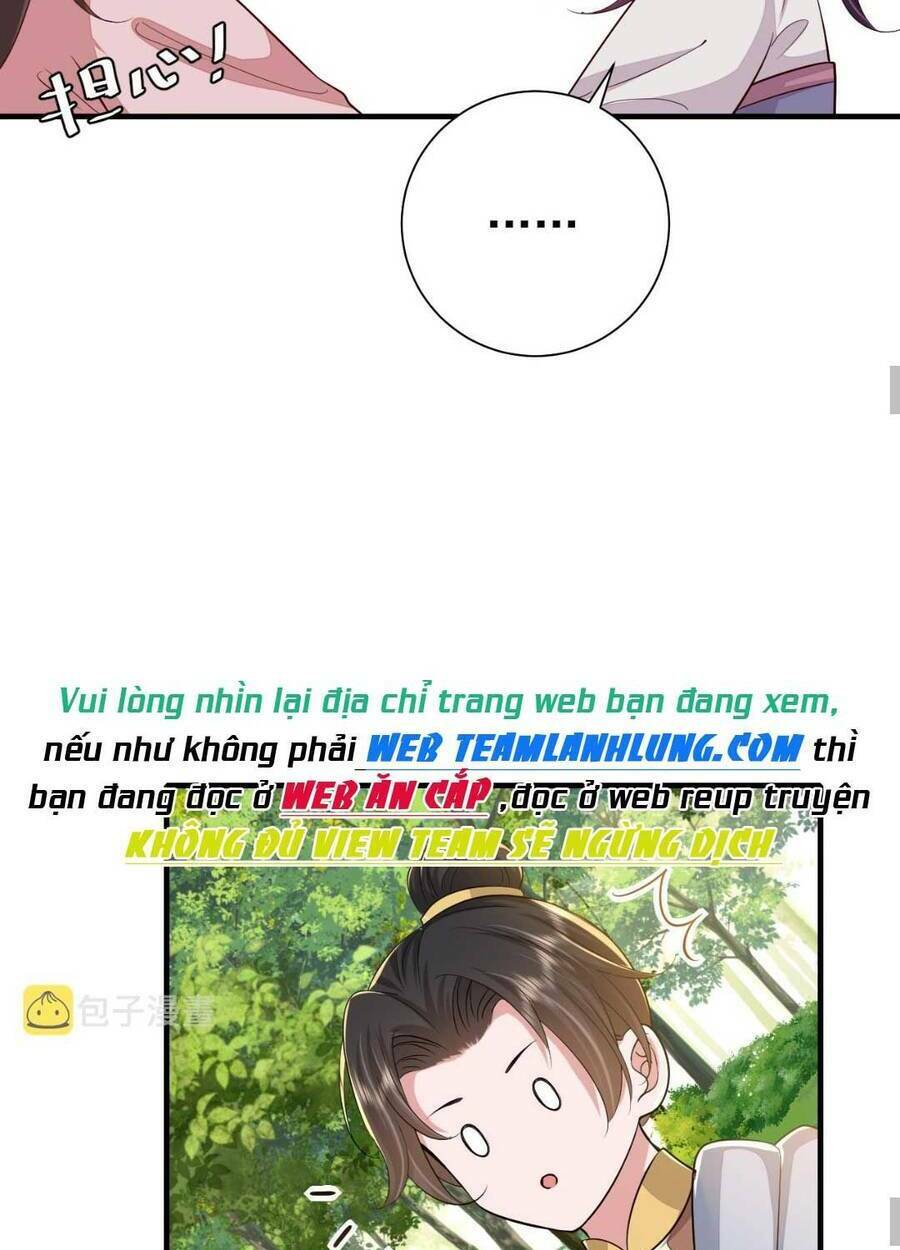 担心!
······
Vui lòng nhìn lại địa chỉ trang web bạn đang xem,
nếu như không phải WEB TEAMLANHLUNG.COM thì
bạn đang đọc ở WEB ĂN CẮP ,đọc ở web reup truyện
KHÔNG ĐỦ VIEW TEAM SẼ NGỪNG DỊCH
包子漫畫